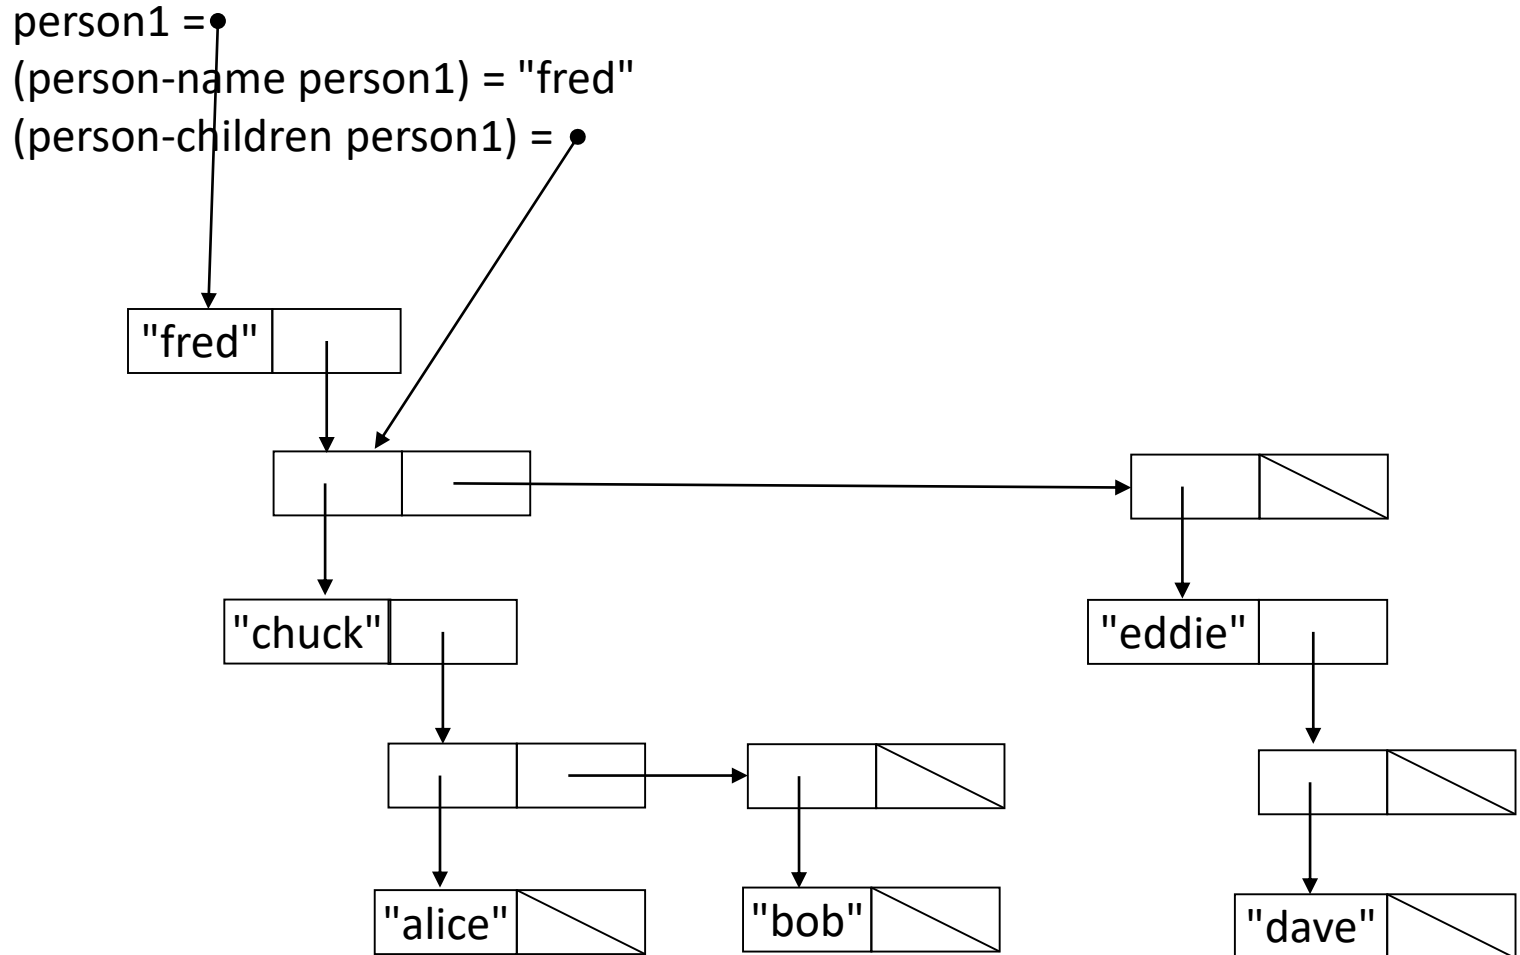 person1 =
(person-name person1) = "fred"
(person-children person1) =
"fred"
"chuck"
"eddie"
"alice"
"bob"
"dave"